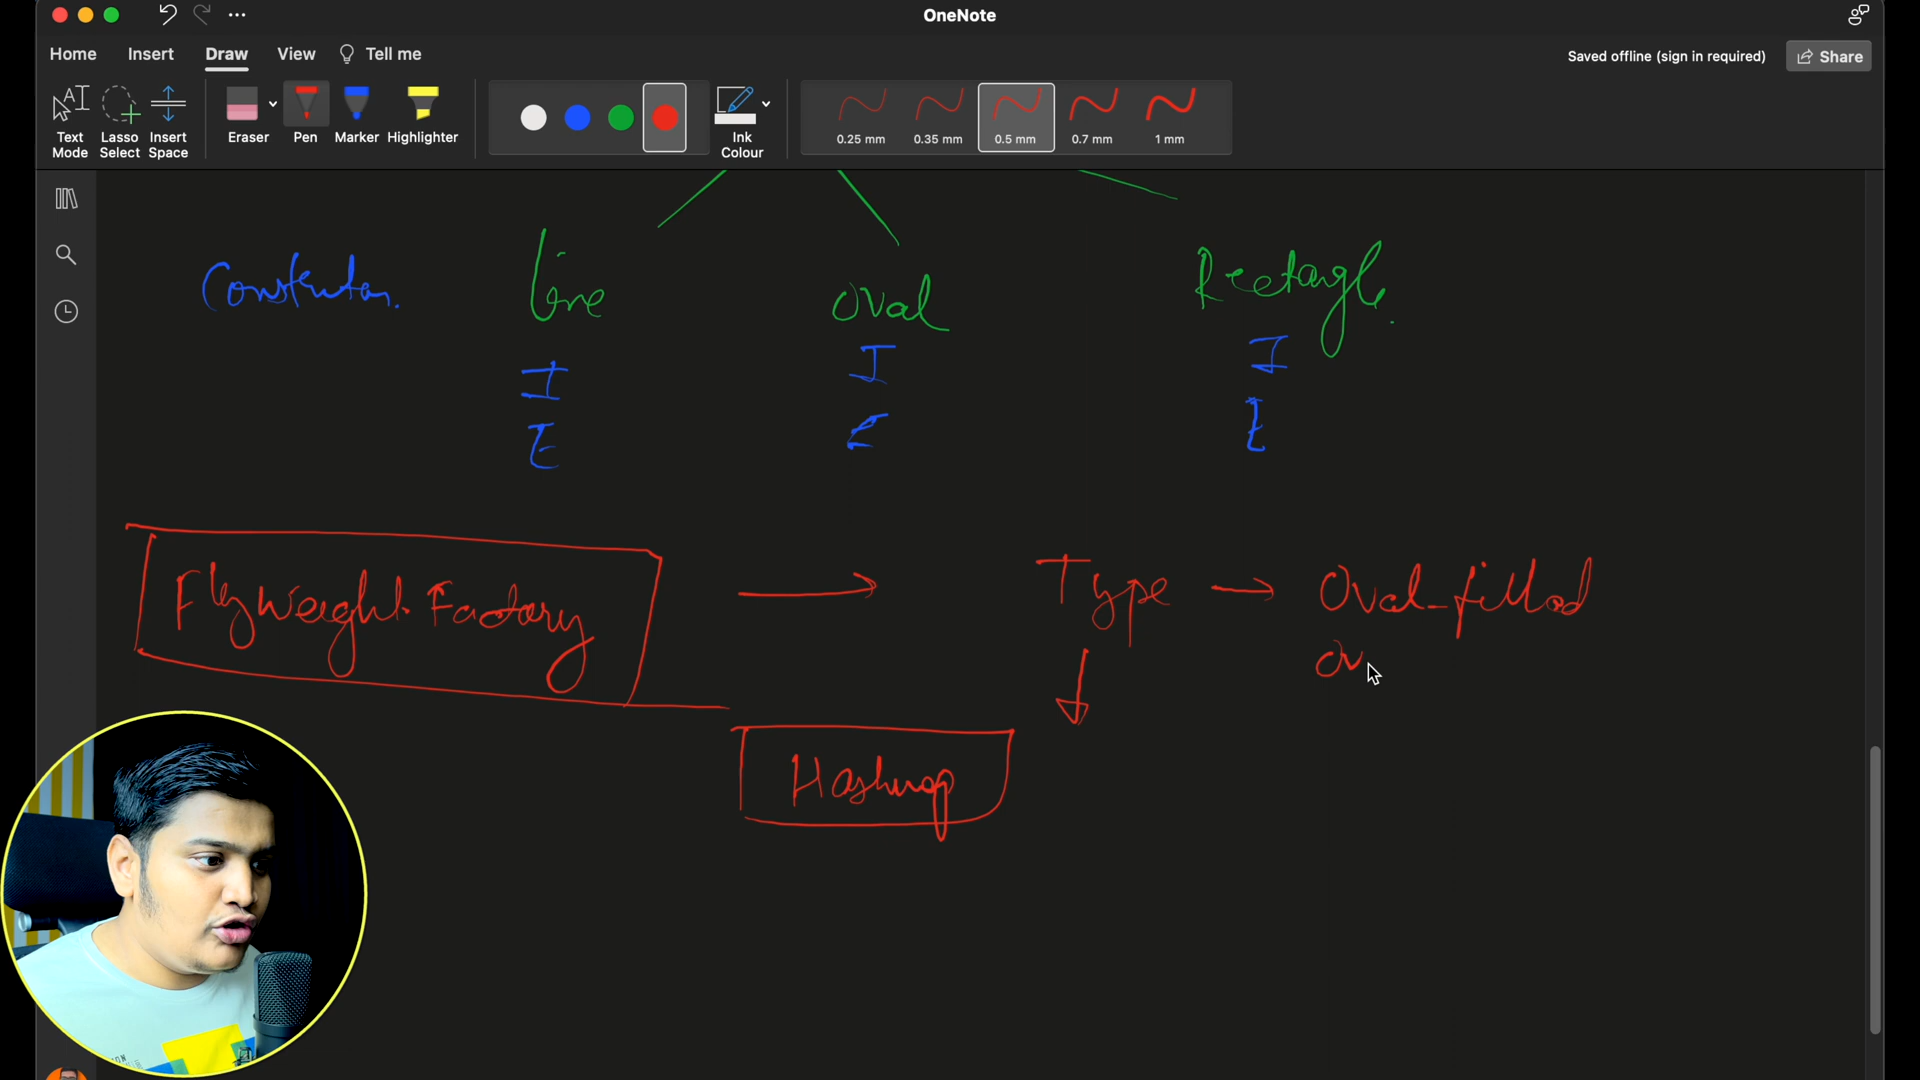 OneNote
Home Insert Draw View Tell me
Saved offline (sign in required) Share
Text Mode
Lasso Select
Insert Space
Eraser
Pen
Marker
Highlighter
Ink Colour
0.25 mm
0.35 mm
0.5 mm
0.7 mm
1 mm
Line
Oval
Rectangle
I
I
I
E
E
E
Flyweight Factory
Type
Oval-filled
ov
Hashmap